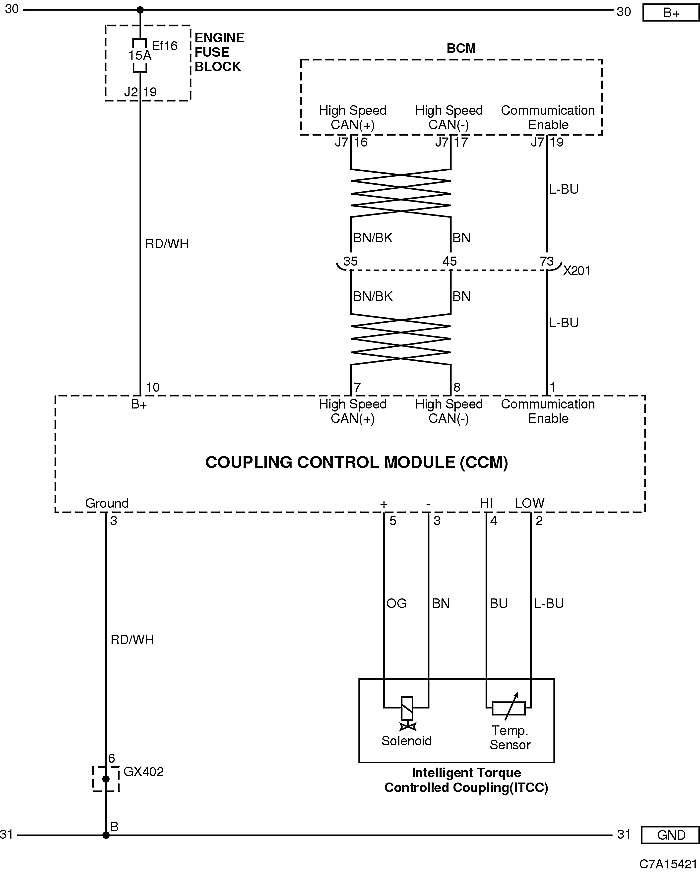 30
30
B+
Ef16
15A
ENGINE
FUSE
BLOCK
J2 19
BCM
High Speed
CAN(+)
High Speed
CAN(-)
Communication
Enable
J7 16
J7 17
J7 19
L-BU
RD/WH
BN/BK
BN
35
45
73
X201
BN/BK
BN
L-BU
10
7
8
1
B+
High Speed
CAN(+)
High Speed
CAN(-)
Communication
Enable
COUPLING CONTROL MODULE (CCM)
Ground
+
-
HI
LOW
3
5
3
4
2
OG
BN
BU
L-BU
RD/WH
Solenoid
Temp.
Sensor
6
GX402
Intelligent Torque
Controlled Coupling(ITCC)
B
31
31
GND
C7A15421